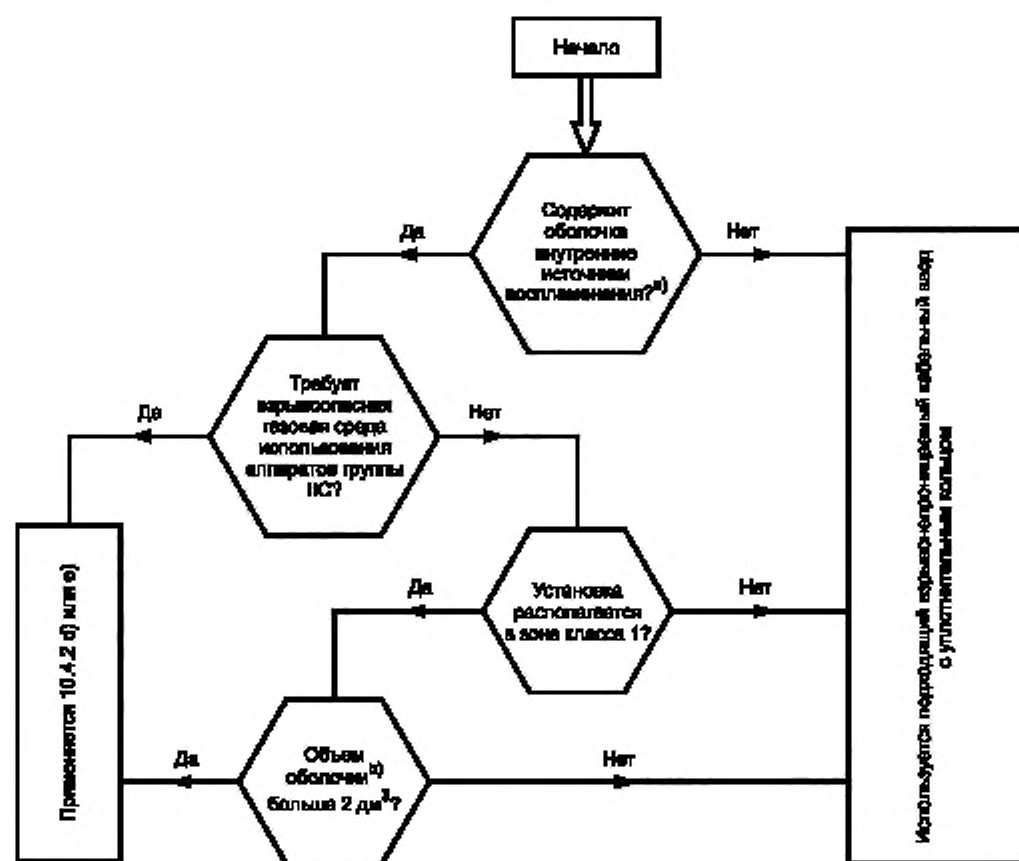 Начало
Содержит
оболочка
внутренние
источники
воспламенения?a)
Да
Нет
Требует
взрывоопасная
газовая среда
использования
аппаратов группы
IIC?
Да
Нет
Установка
располагается
в зоне класса 1?
Да
Нет
Объем
оболочки
больше 2 дм³?
Да
Нет
Применяется 10.4.2 d) или e)
Используется подходящий взрывонепроницаемый кабельный ввод
с уплотнительным кольцом